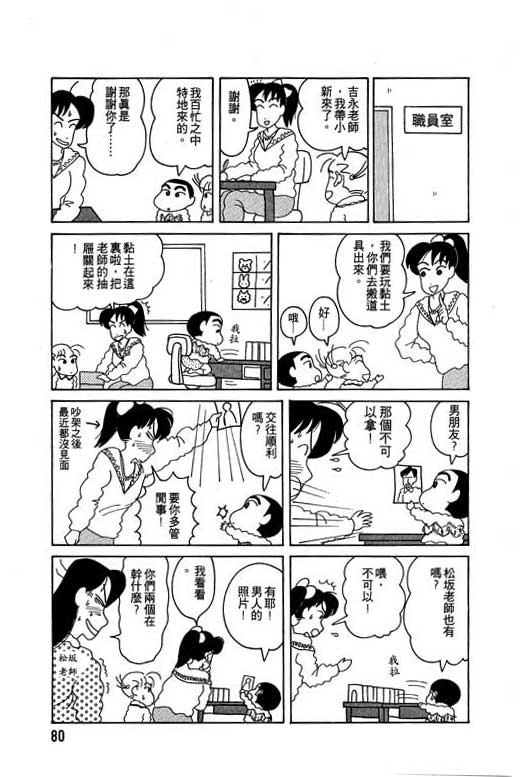 職員室
吉永老師
，我帶小
新來了。
謝謝。
我百忙之中
特地來的。
那真是
謝謝你了……
我們要玩黏土
，你們去搬道
具出來。
好—
哦—
我拉
黏土在這
裏啦，把
老師的抽
屜關起來
！
男朋友？
那個不可
以拿！
交往順利
嗎？
要你多管
閒事！
吵架之後
最近都沒見面
松坂老師也有
嗎？
喂，
不可以！
我拉
有耶！
男人的
照片！
我看看
。
你們兩個在
幹什麼？
松坂
老師
80